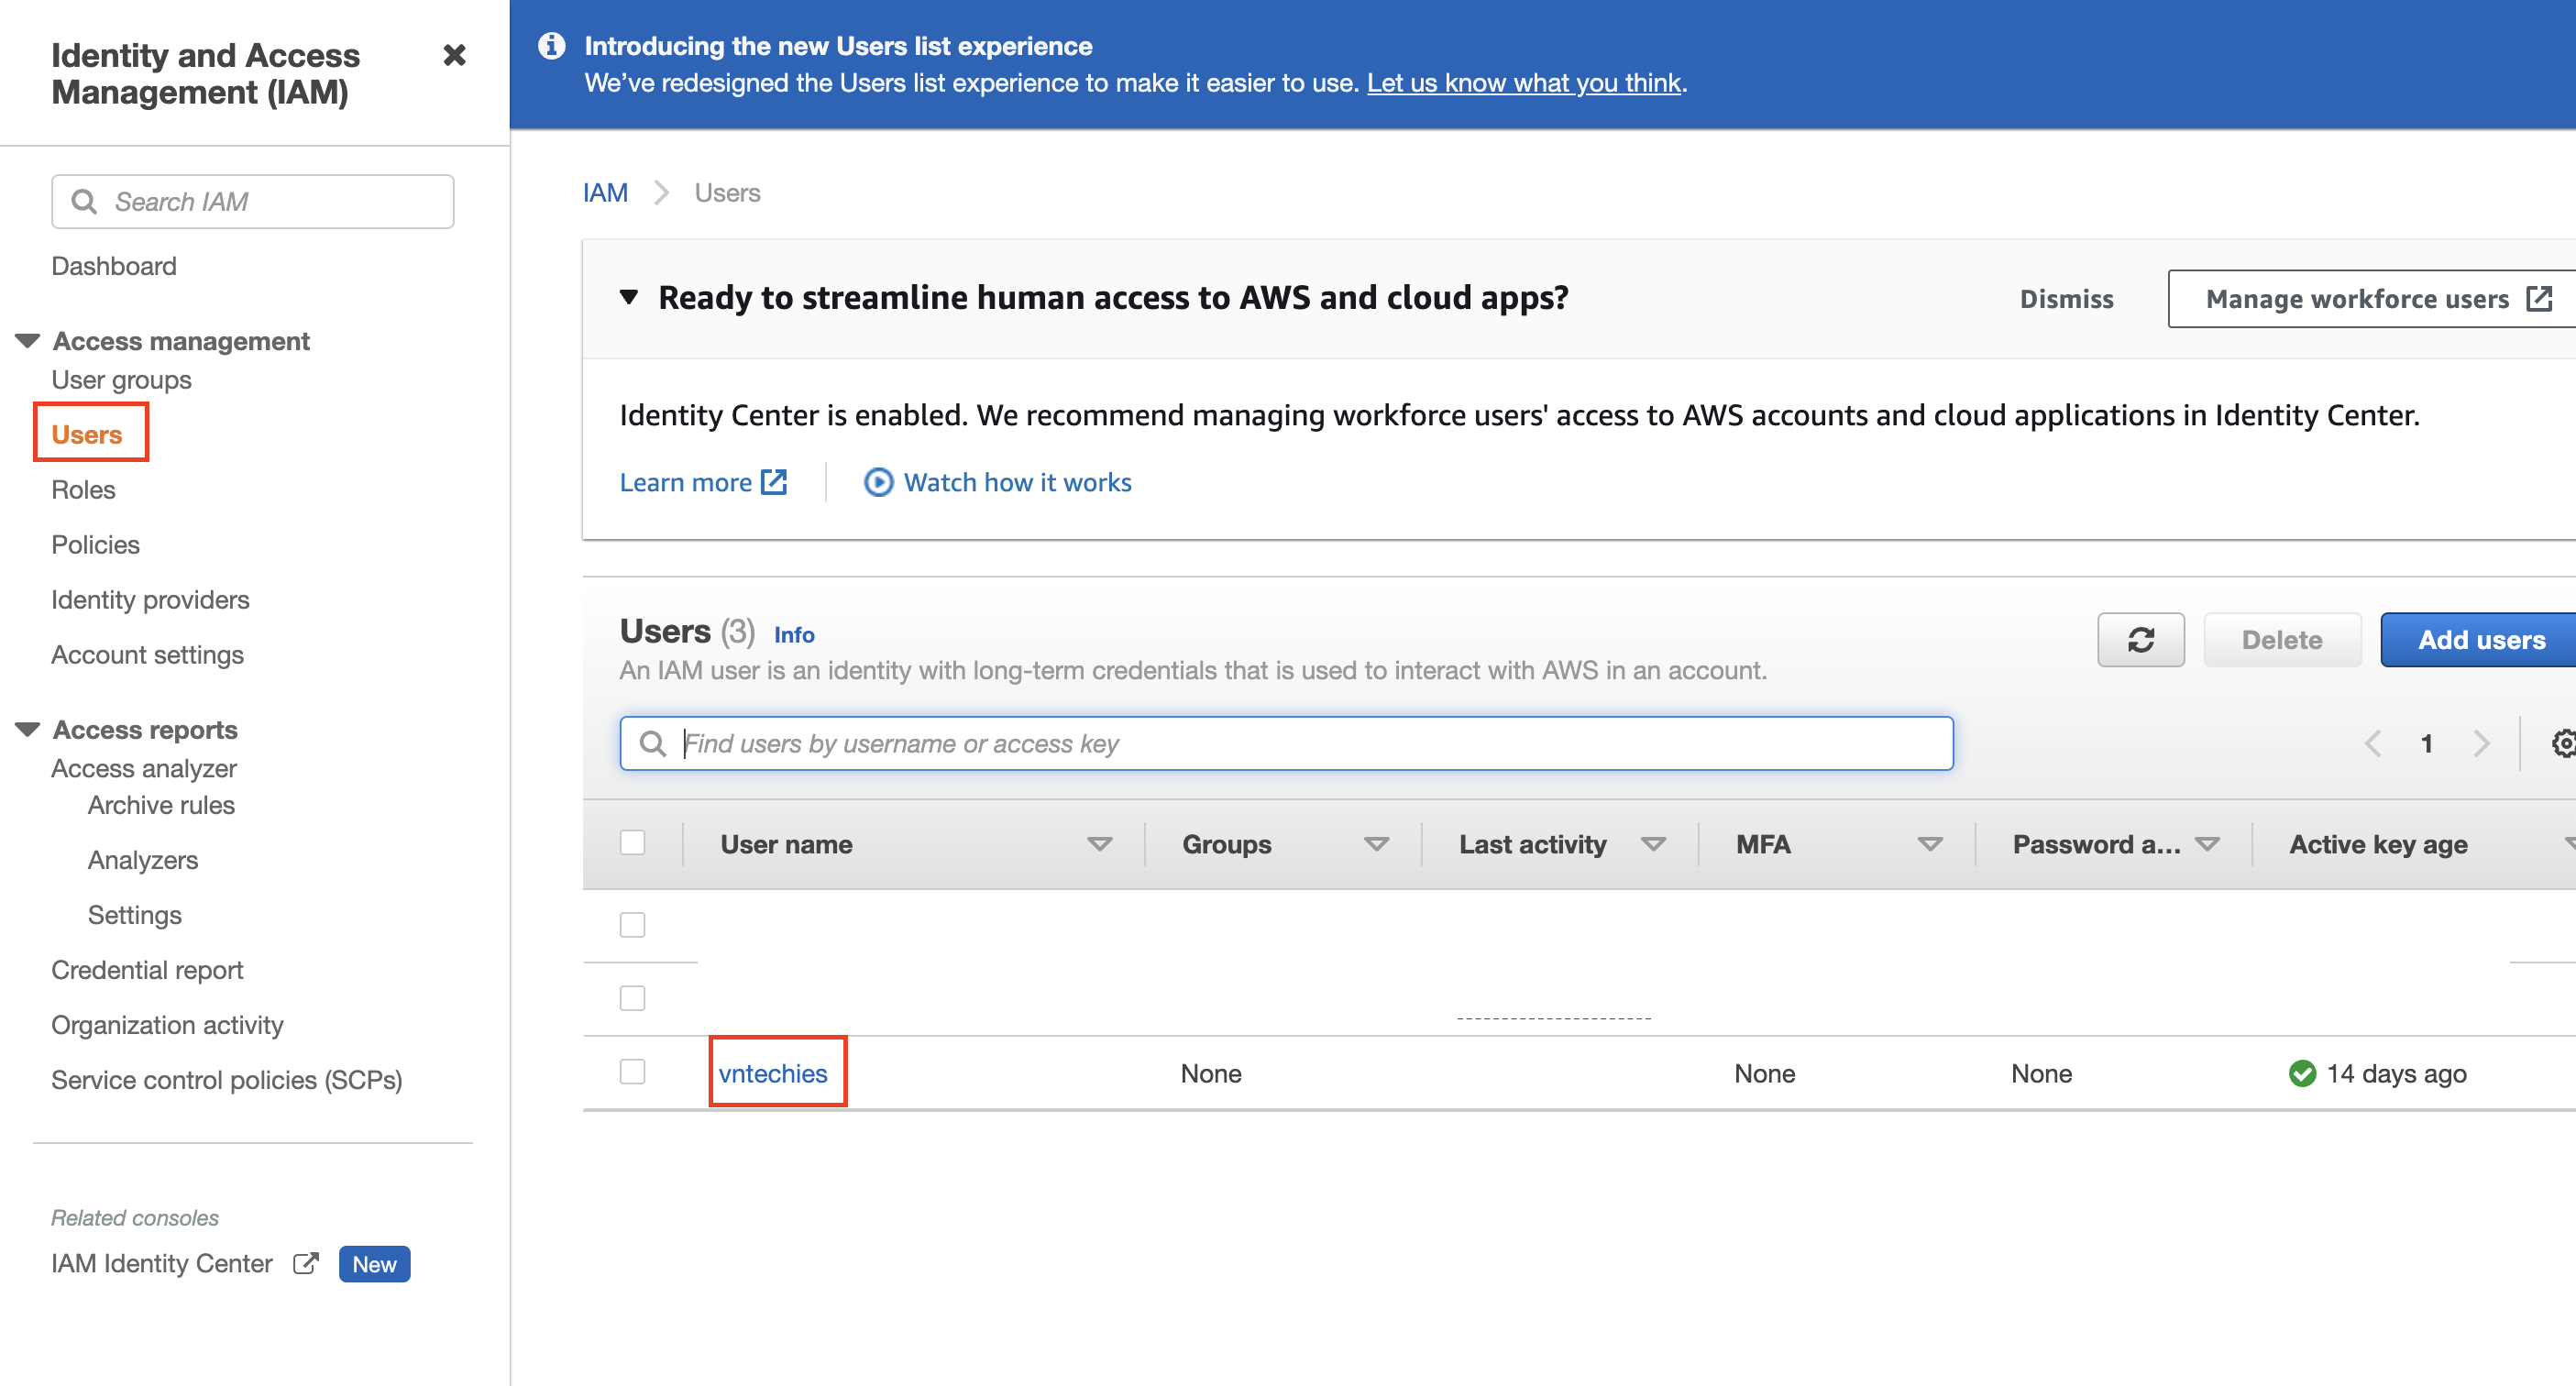 Identity and Access
Management (IAM)
Search IAM
Dashboard
Access management
User groups
Users
Roles
Policies
Identity providers
Account settings
Access reports
Access analyzer
Archive rules
Analyzers
Settings
Credential report
Organization activity
Service control policies (SCPs)
Related consoles
IAM Identity Center New
Introducing the new Users list experience
We’ve redesigned the Users list experience to make it easier to use. Let us know what you think.
IAM Users
Ready to streamline human access to AWS and cloud apps? Dismiss Manage workforce users
Identity Center is enabled. We recommend managing workforce users' access to AWS accounts and cloud applications in Identity Center.
Learn more Watch how it works
Users (3) Info
An IAM user is an identity with long-term credentials that is used to interact with AWS in an account.
Delete Add users
Find users by username or access key
1
User name Groups Last activity MFA Password a... Active key age
vntechies None None None 14 days ago